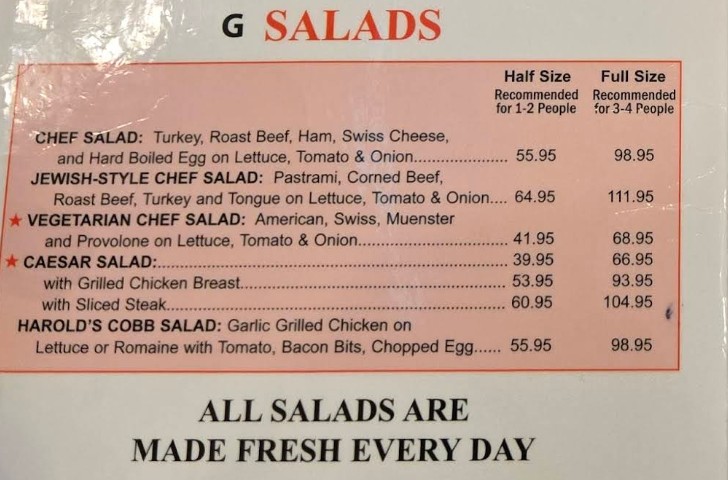 G SALADS
Half Size Full Size
Recommended Recommended
for 1-2 People for 3-4 People
CHEF SALAD: Turkey, Roast Beef, Ham, Swiss Cheese,
and Hard Boiled Egg on Lettuce, Tomato & Onion................ 55.95 98.95
JEWISH-STYLE CHEF SALAD: Pastrami, Corned Beef,
Roast Beef, Turkey and Tongue on Lettuce, Tomato & Onion.... 64.95 111.95
★ VEGETARIAN CHEF SALAD: American, Swiss, Muenster
and Provolone on Lettuce, Tomato & Onion.......................... 41.95 68.95
★ CAESAR SALAD:............................................................ 39.95 66.95
with Grilled Chicken Breast............................................. 53.95 93.95
with Sliced Steak............................................................ 60.95 104.95
HAROLD'S COBB SALAD: Garlic Grilled Chicken on
Lettuce or Romaine with Tomato, Bacon Bits, Chopped Egg...... 55.95 98.95
ALL SALADS ARE
MADE FRESH EVERY DAY